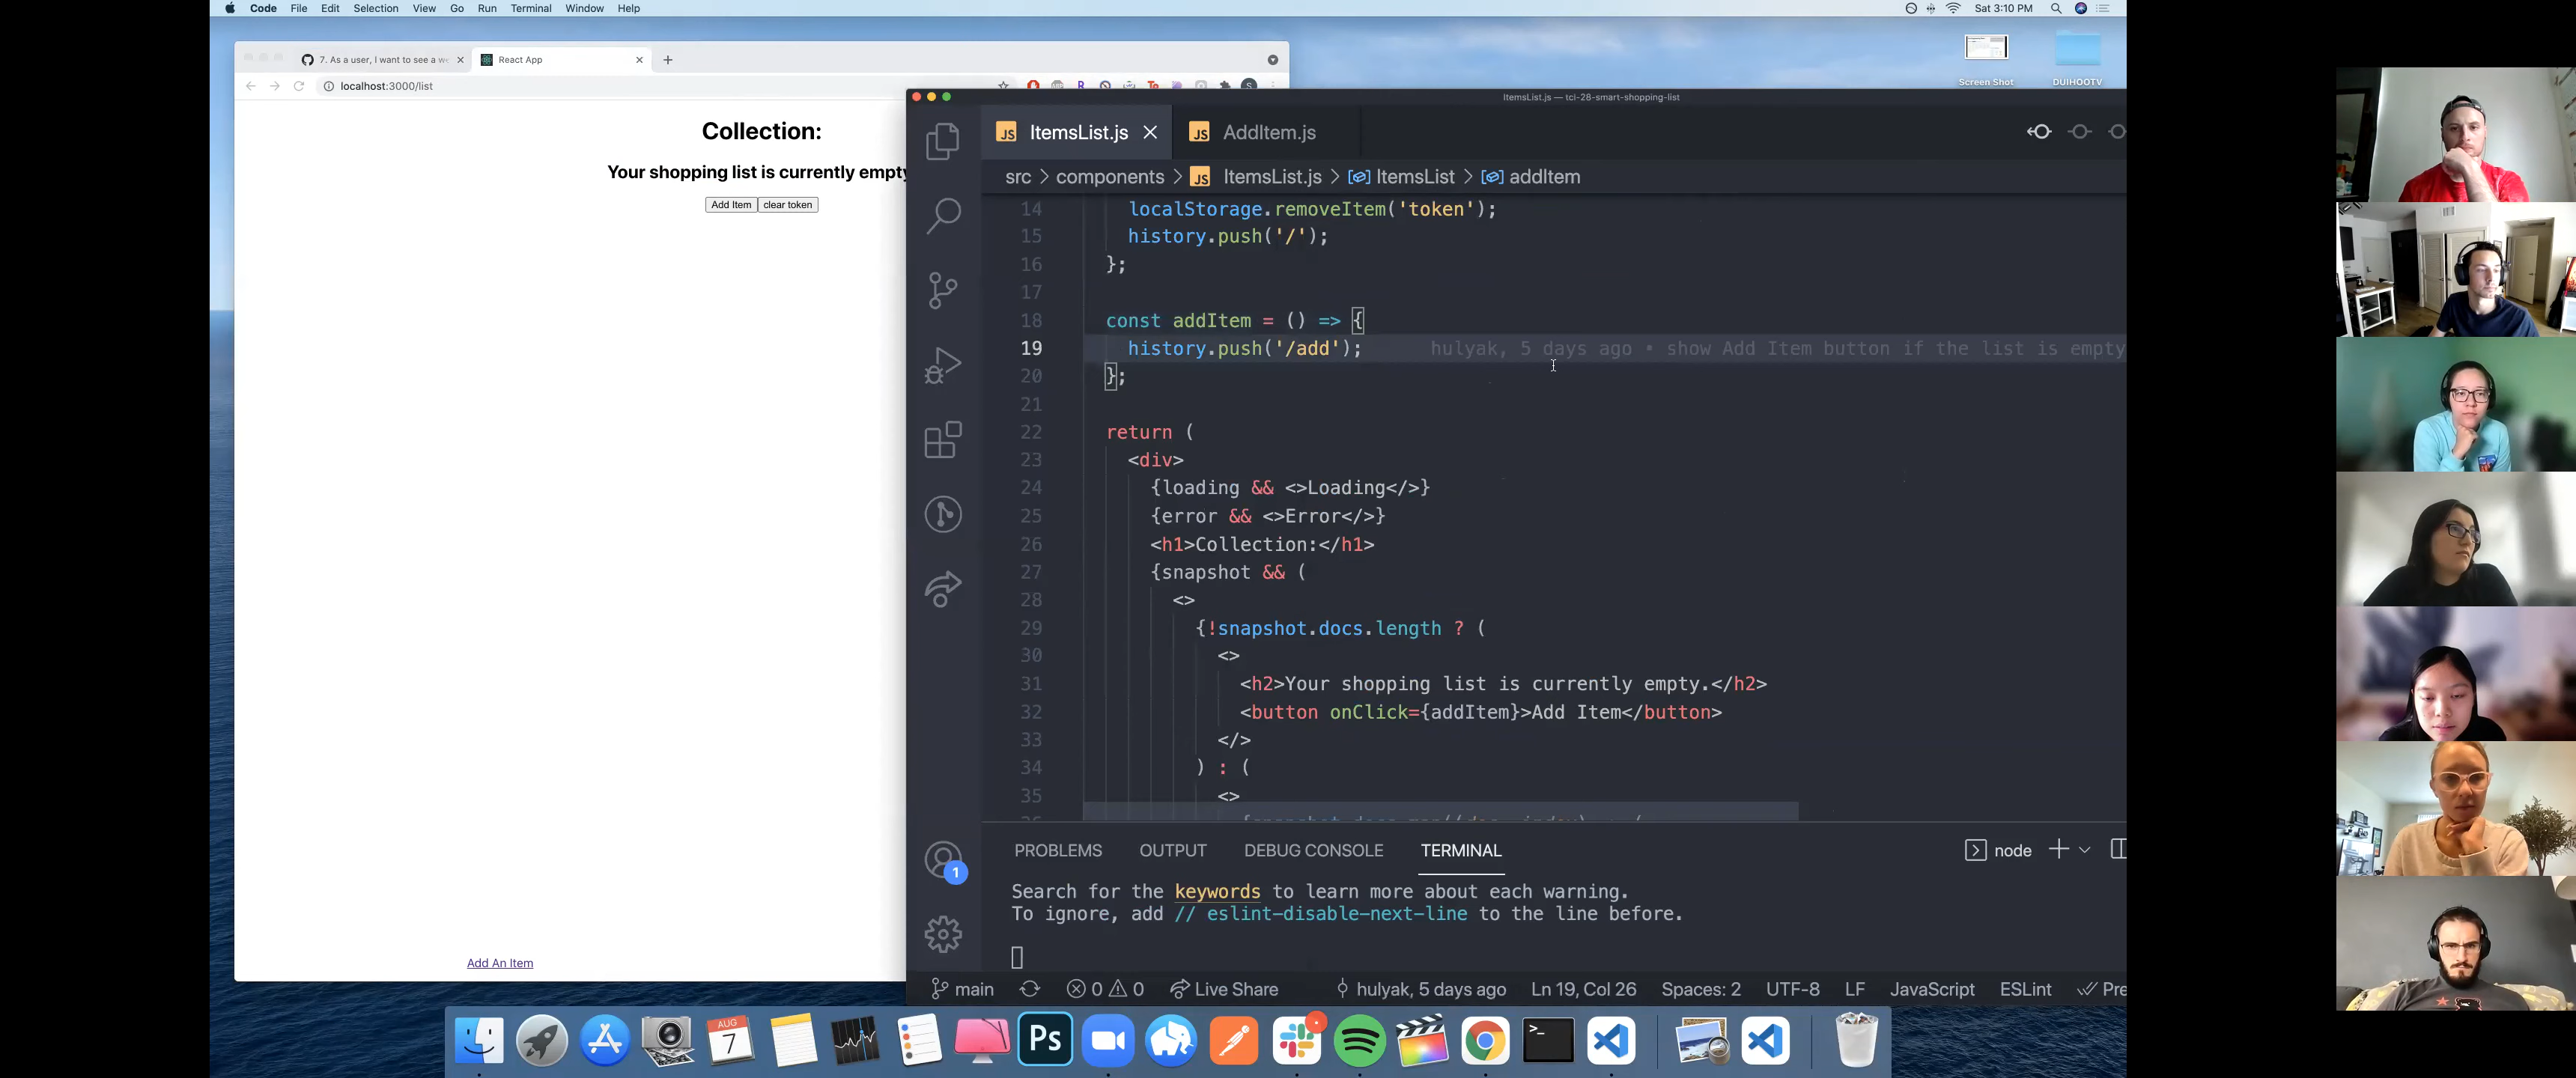 Code File Edit Selection View Go Run Terminal Window Help
Sat 3:10 PM
Screen Shot
DUIHOOTV
7. As a user, I want to see a w
React App
localhost:3000/list
Collection:
Your shopping list is currently empty
Add Item
clear token
Add An Item
ItemsList.js — tcl-28-smart-shopping-list
JS ItemsList.js
JS AddItem.js
src > components > JS ItemsList.js > ItemsList > addItem
14 localStorage.removeItem('token');
15 history.push('/');
16 };
17
18 const addItem = () => {
19 history.push('/add'); hulyak, 5 days ago • show Add Item button if the list is empty
20 };
21
22 return (
23 <div>
24 {loading && <>Loading</>}
25 {error && <>Error</>}
26 <h1>Collection:</h1>
27 {snapshot && (
28 <>
29 {!snapshot.docs.length ? (
30 <>
31 <h2>Your shopping list is currently empty.</h2>
32 <button onClick={addItem}>Add Item</button>
33 </>
34 ) : (
35 <>
PROBLEMS OUTPUT DEBUG CONSOLE TERMINAL
node
Search for the keywords to learn more about each warning.
To ignore, add // eslint-disable-next-line to the line before.
1
main 0 0 Live Share hulyak, 5 days ago Ln 19, Col 26 Spaces: 2 UTF-8 LF JavaScript ESLint Pre
AUG
7
Ps